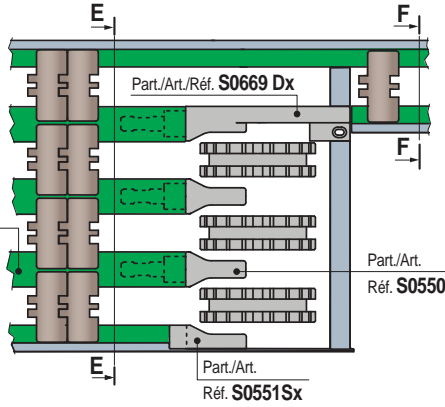 E F
Part./Art./Réf. S0669 Dx
F
Part./Art.
Réf. S0550
E
Part./Art.
Réf. S0551Sx